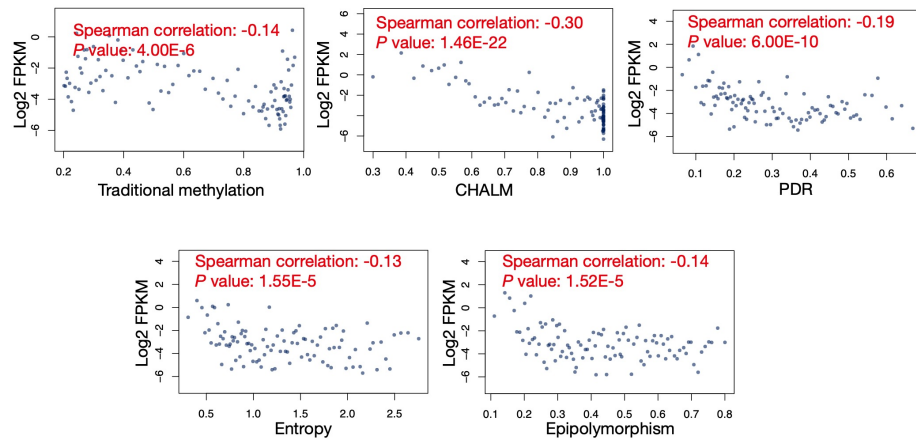 Spearman correlation: -0.14
P value: 4.00E-6
Log2 FPKM
0
-2
-4
-6
0.2 0.4 0.6 0.8 1.0
Traditional methylation
Spearman correlation: -0.30
P value: 1.46E-22
Log2 FPKM
6
4
2
0
-2
-6
0.3 0.4 0.5 0.6 0.7 0.8 0.9 1.0
CHALM
Spearman correlation: -0.19
P value: 6.00E-10
Log2 FPKM
4
2
0
-2
-4
-6
0.1 0.2 0.3 0.4 0.5 0.6
PDR
Spearman correlation: -0.13
P value: 1.55E-5
Log2 FPKM
4
2
0
-2
-4
-6
0.5 1.0 1.5 2.0 2.5
Entropy
Spearman correlation: -0.14
P value: 1.52E-5
Log2 FPKM
4
2
0
-2
-4
-6
0.1 0.2 0.3 0.4 0.5 0.6 0.7 0.8
Epipolymorphism